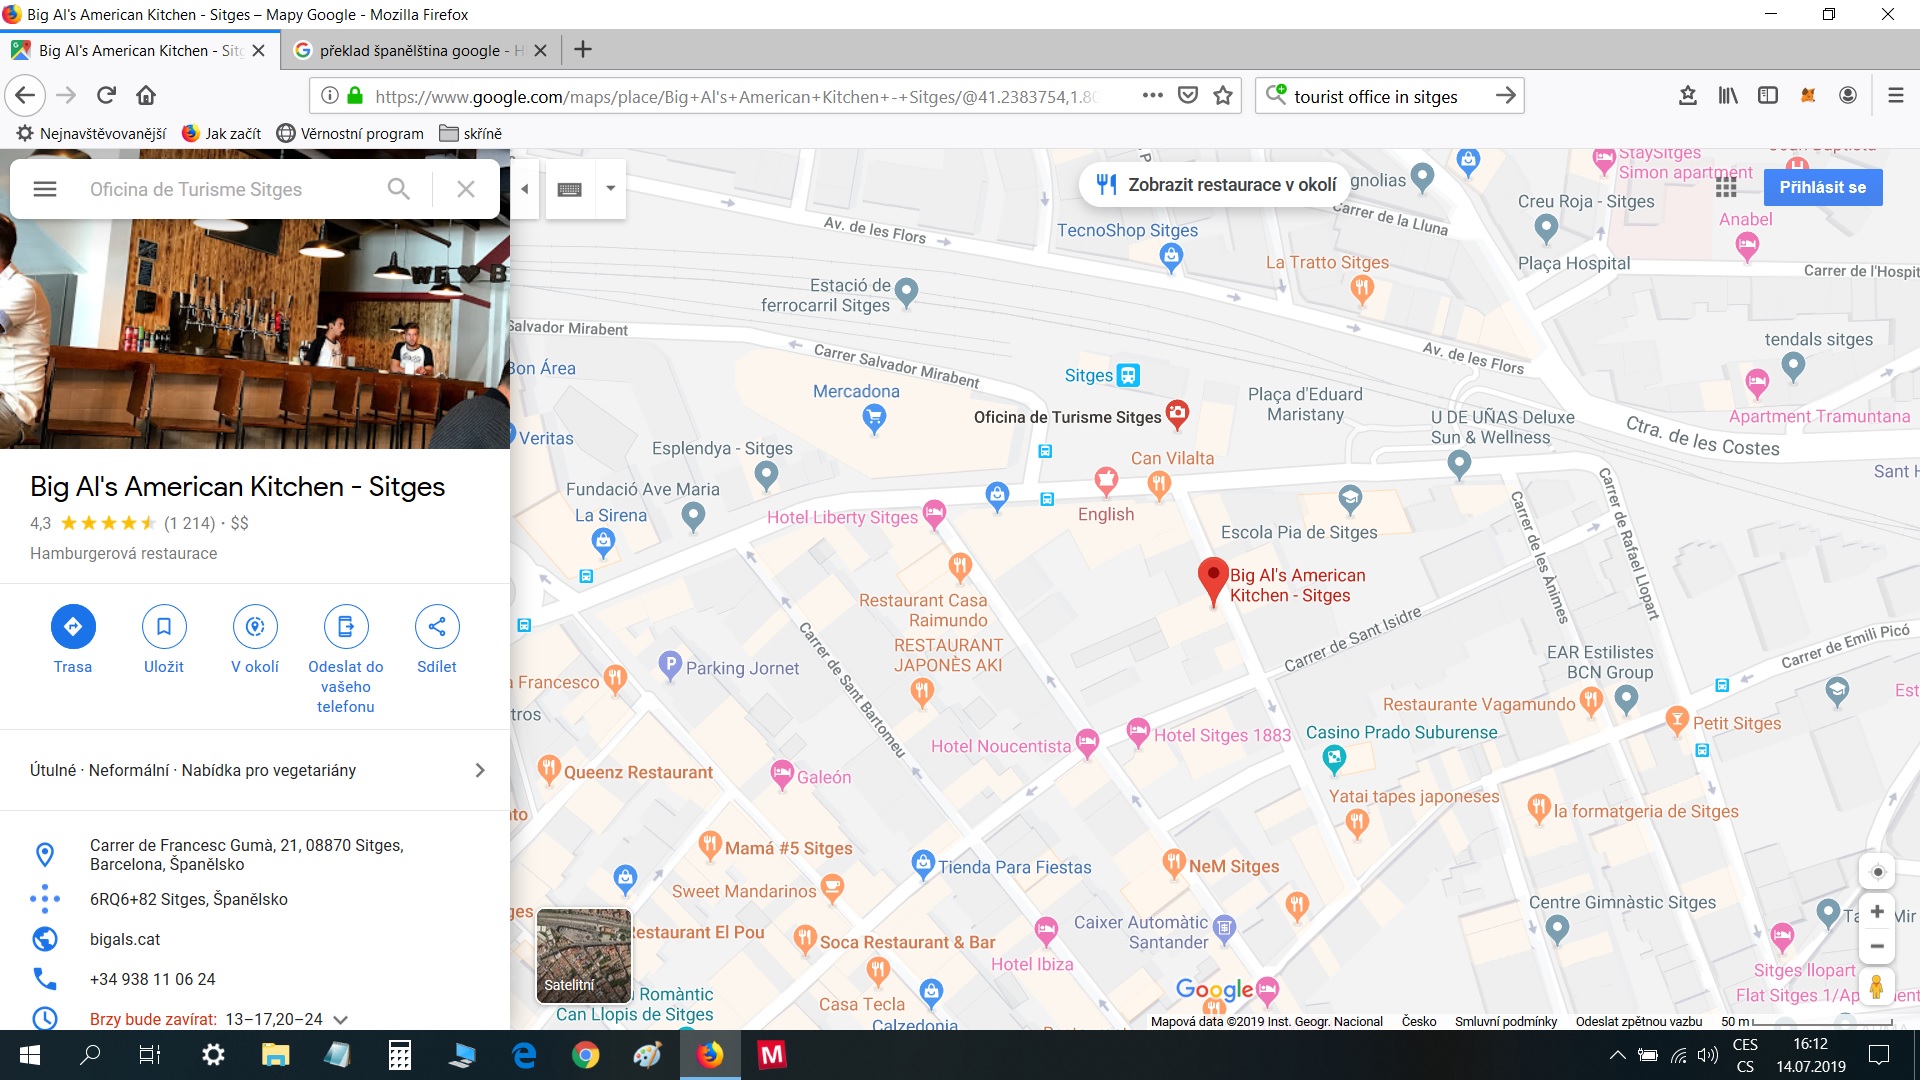 Big Al's American Kitchen - Sitges – Mapy Google - Mozilla Firefox
Big Al's American Kitchen - Sitg
překlad španělština google - H
https://www.google.com/maps/place/Big+Al's+American+Kitchen+-+Sitges/@41.2383754,1.80
tourist office in sitges
Nejnavštěvovanější
Jak začít
Věrnostní program
skříně
Oficina de Turisme Sitges
WE B
Big Al's American Kitchen - Sitges
4,3 (1 214) · $$
Hamburgerová restaurace
Trasa
Uložit
V okolí
Odeslat do
vašeho
telefonu
Sdílet
Útulné · Neformální · Nabídka pro vegetariány
Carrer de Francesc Gumà, 21, 08870 Sitges,
Barcelona, Španělsko
6RQ6+82 Sitges, Španělsko
bigals.cat
+34 938 11 06 24
Brzy bude zavírat: 13–17,20–24
Zobrazit restaurace v okolí
Přihlásit se
StaySitges
Simon apartment
gnolias
Carrer de la Lluna
Creu Roja - Sitges
Anabel
Av. de les Flors
TecnoShop Sitges
La Tratto Sitges
Plaça Hospital
Carrer de l'Hospit
Estació de
ferrocarril Sitges
Salvador Mirabent
Carrer Salvador Mirabent
Av. de les Flors
tendals sitges
Bon Área
Mercadona
Sitges
Oficina de Turisme Sitges
Plaça d'Eduard
Maristany
U DE UÑAS Deluxe
Sun & Wellness
Apartment Tramuntana
Ctra. de les Costes
Veritas
Esplendya - Sitges
Can Vilalta
Sant H
Fundació Ave Maria
La Sirena
Hotel Liberty Sitges
English
Escola Pia de Sitges
Carrer de les Ànimes
Carrer de Rafael Llopart
Big Al's American
Kitchen - Sitges
Restaurant Casa
Raimundo
RESTAURANT
JAPONÈS AKI
Carrer de Sant Isidre
Carrer de Sant Bartomeu
Carrer de Emili Picó
EAR Estilistes
BCN Group
Parking Jornet
a Francesco
tros
Restaurante Vagamundo
Est
Petit Sitges
Hotel Noucentista
Hotel Sitges 1883
Casino Prado Suburense
Queenz Restaurant
Galeón
Yatai tapes japoneses
la formatgeria de Sitges
nto
Mamá #5 Sitges
Tienda Para Fiestas
NeM Sitges
Sweet Mandarinos
ges
Restaurant El Pou
Soca Restaurant & Bar
Caixer Automàtic
Santander
Centre Gimnàstic Sitges
Hotel Ibiza
Sitges llopart
Flat Sitges 1/Ap
Satelitní
Romàntic
Can Llopis de Sitges
Casa Tecla
Calzedonia
Google
Mapová data ©2019 Inst. Geogr. Nacional
Česko
Smluvní podmínky
Odeslat zpětnou vazbu
50 m
CES
CS
16:12
14.07.2019